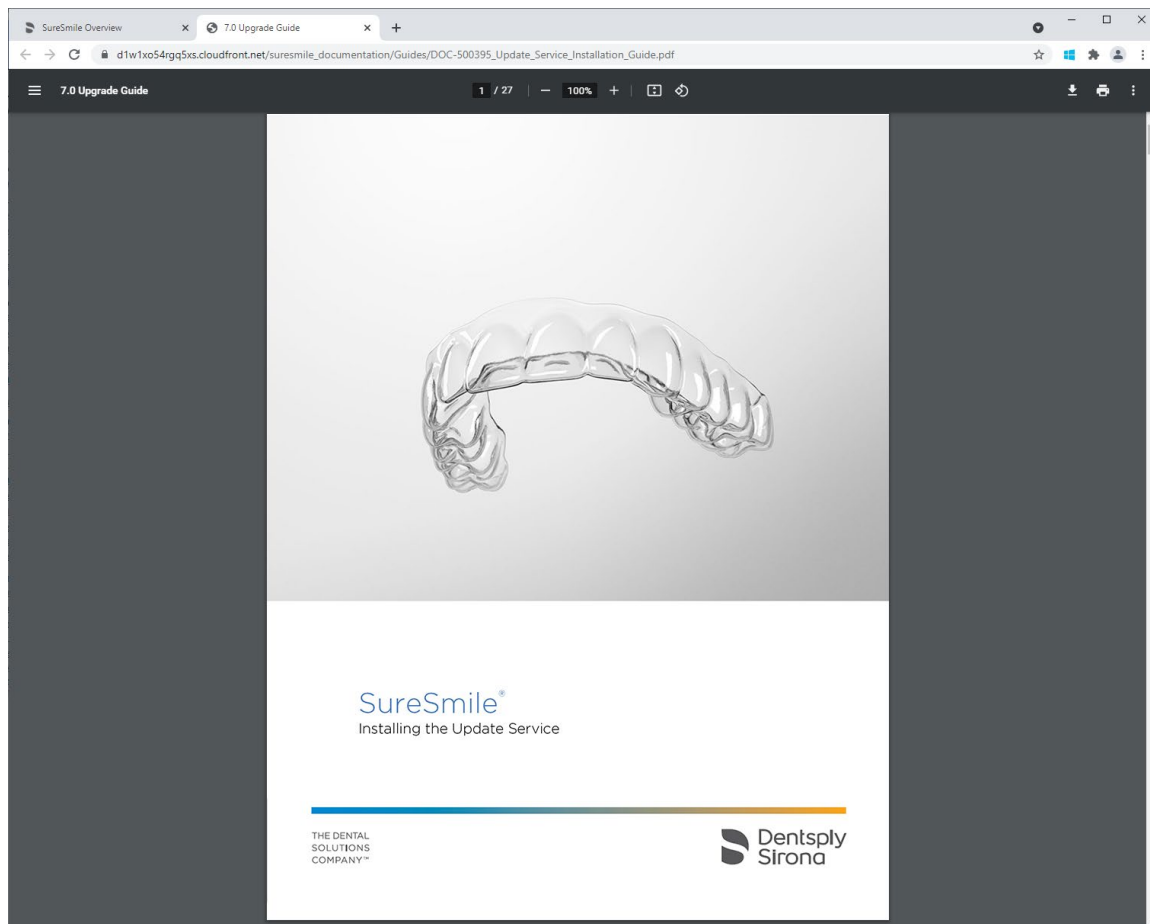 SureSmile Overview
7.0 Upgrade Guide
d1w1xo54rgq5xs.cloudfront.net/suresmile_documentation/Guides/DOC-500395_Update_Service_Installation_Guide.pdf
7.0 Upgrade Guide
1 / 27
100%
SureSmile®
Installing the Update Service
THE DENTAL
SOLUTIONS
COMPANY™
Dentsply
Sirona